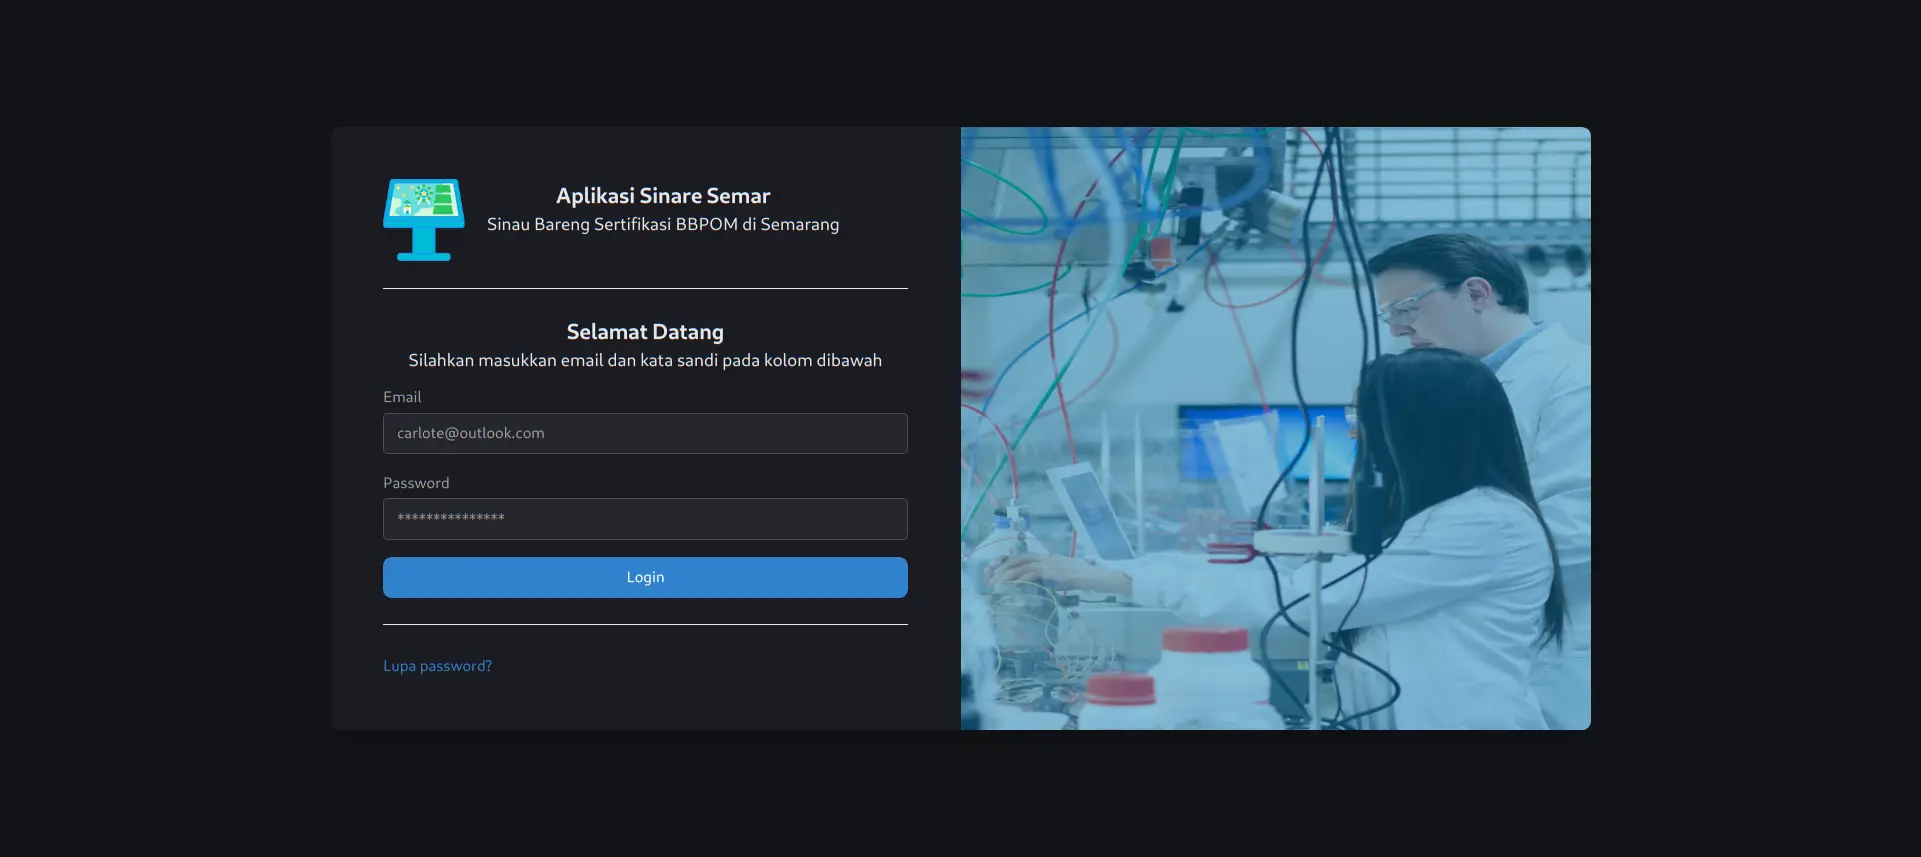 Aplikasi Sinare Semar
Sinau Bareng Sertifikasi BBPOM di Semarang
Selamat Datang
Silahkan masukkan email dan kata sandi pada kolom dibawah
Email
carlote@outlook.com
Password
***************
Login
Lupa password?